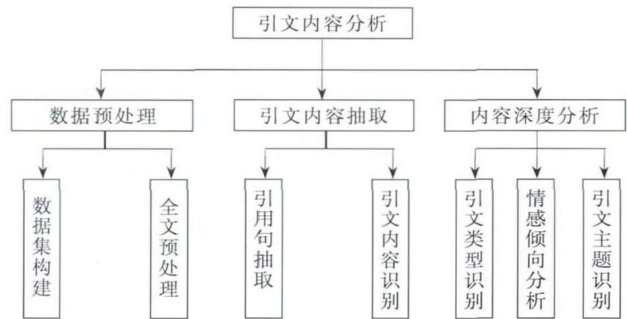 引文内容分析
数据预处理
引文内容抽取
内容深度分析
数据集构建
全文预处理
引用句抽取
引文内容识别
引文类型识别
情感倾向分析
引文主题识别